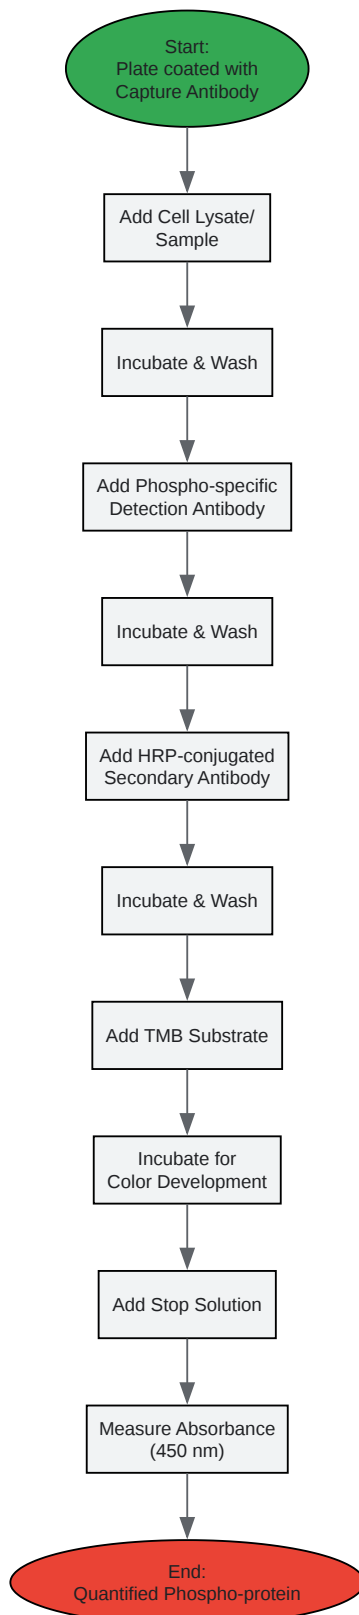 Start:
Plate coated with
Capture Antibody
Add Cell Lysate/
Sample
Incubate & Wash
Add Phospho-specific
Detection Antibody
Incubate & Wash
Add HRP-conjugated
Secondary Antibody
Incubate & Wash
Add TMB Substrate
Incubate for
Color Development
Add Stop Solution
Measure Absorbance
(450 nm)
End:
Quantified Phospho-protein